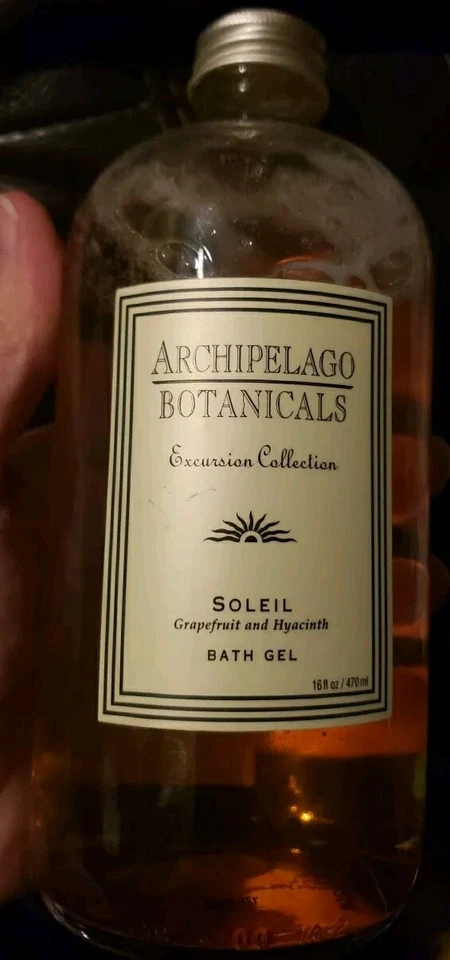 ARCHIPELAGO
BOTANICALS
Excursion Collection
SOLEIL
Grapefruit and Hyacinth
BATH GEL
16 fl oz / 470 ml